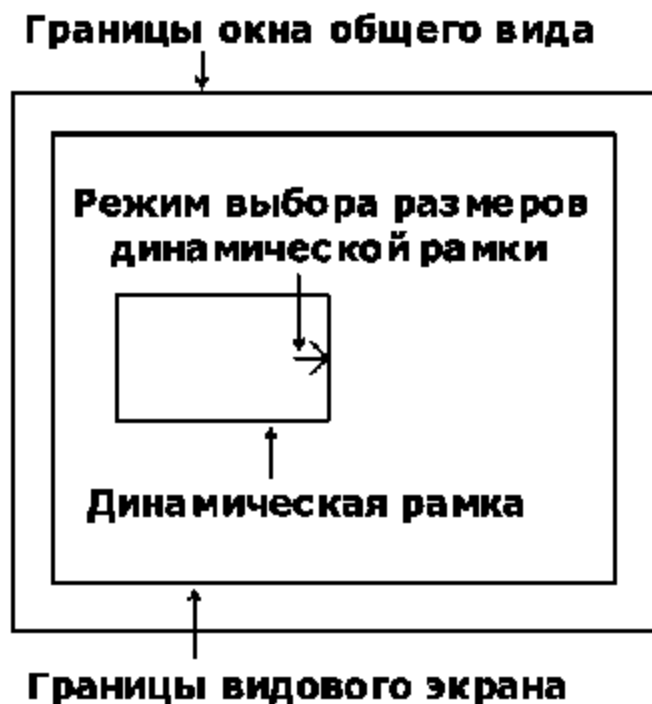 Границы окна общего вида
Режим выбора размеров
динамической рамки
Динамическая рамка
Границы видового экрана